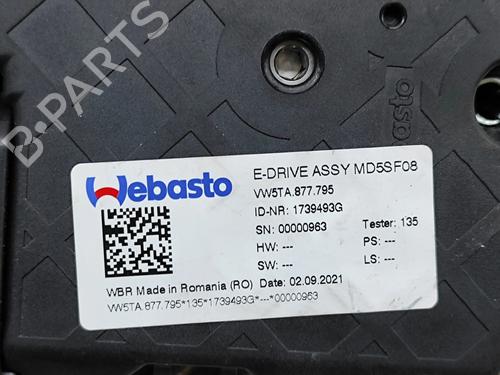 B-PARTS
Webasto
Webasto
E-DRIVE ASSY MD5SF08
VW5TA.877.795
ID-NR: 1739493G
SN: 00000963 Tester: 135
HW: --- PS: ---
SW: --- LS: ---
WBR Made in Romania (RO) Date: 02.09.2021
VW5TA.877.795*135*1739493G*---*00000963